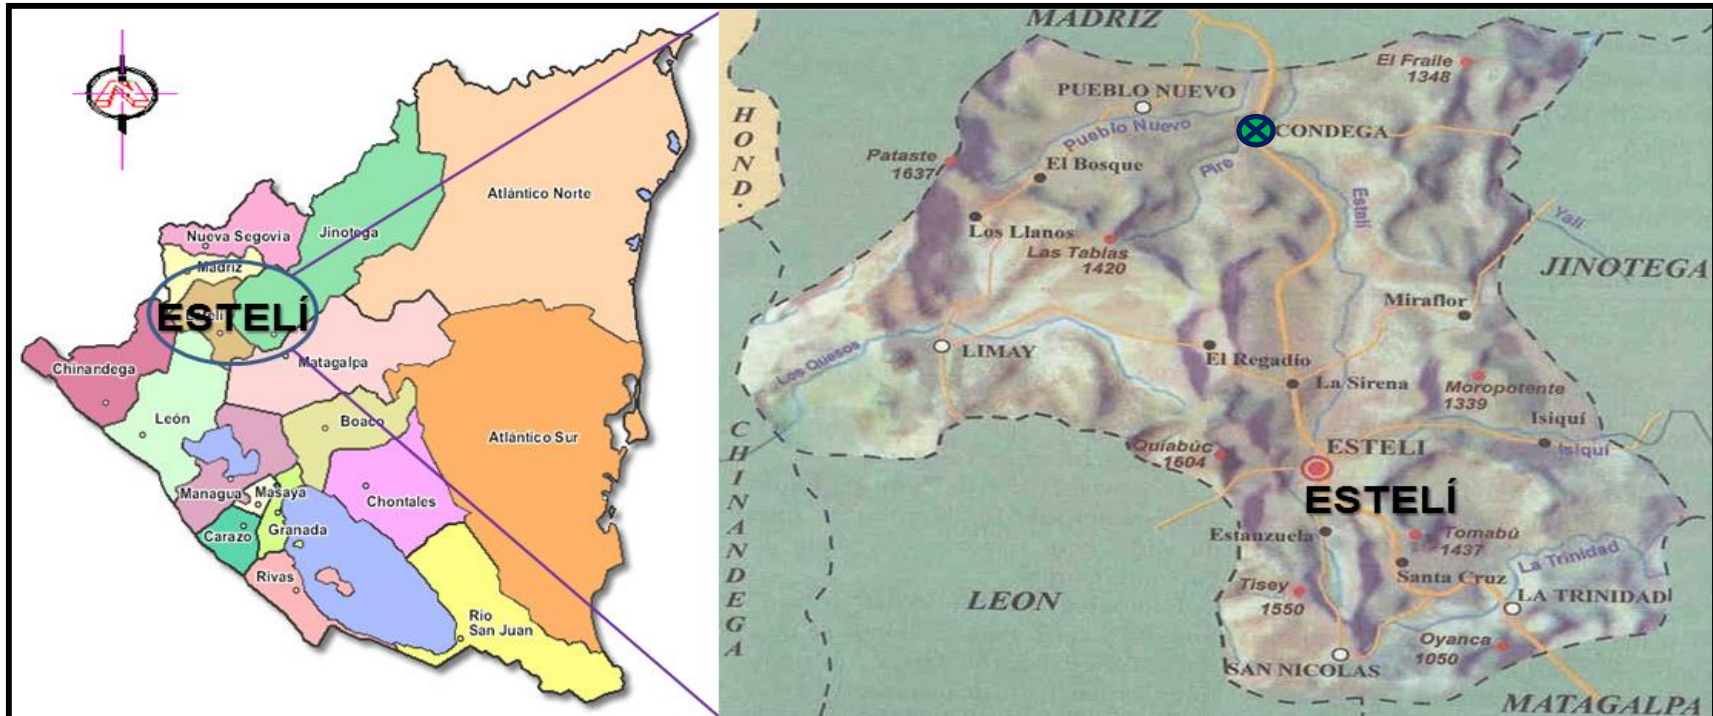 Atlántico Norte
Nueva Segovia
Jinotega
Madriz
ESTELÍ
Chinandega
Matagalpa
León
Boaco
Atlántico Sur
Managua
Masaya
Chontales
Carazo
Granada
Rivas
Río
San Juan
MADRIZ
El Fraile
1348
HOND.
PUEBLO NUEVO
Pueblo Nuevo
CONDEGA
Pataste
1637
El Bosque
Pire
Estelí
Yalí
Los Llanos
Las Tablas
1420
JINOTEGA
Miraflor
LIMAY
Los Quesos
El Regadío
La Sirena
Moropotente
1339
Isiquí
Isiquí
CHINANDEGA
Quiabúc
1604
ESTELI
ESTELÍ
Estauzuela
Tomabú
1437
La Trinidad
Santa Cruz
Tisey
1550
LEON
LA TRINIDAD
Oyanca
1050
SAN NICOLAS
MATAGALPA